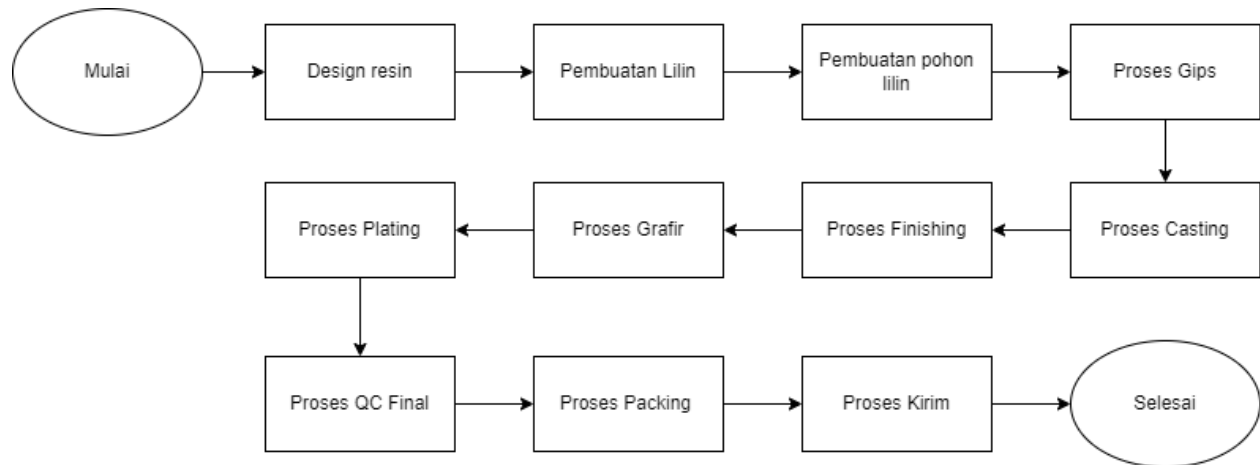 Mulai
Design resin
Pembuatan Lilin
Pembuatan pohon
lilin
Proses Gips
Proses Casting
Proses Finishing
Proses Grafir
Proses Plating
Proses QC Final
Proses Packing
Proses Kirim
Selesai